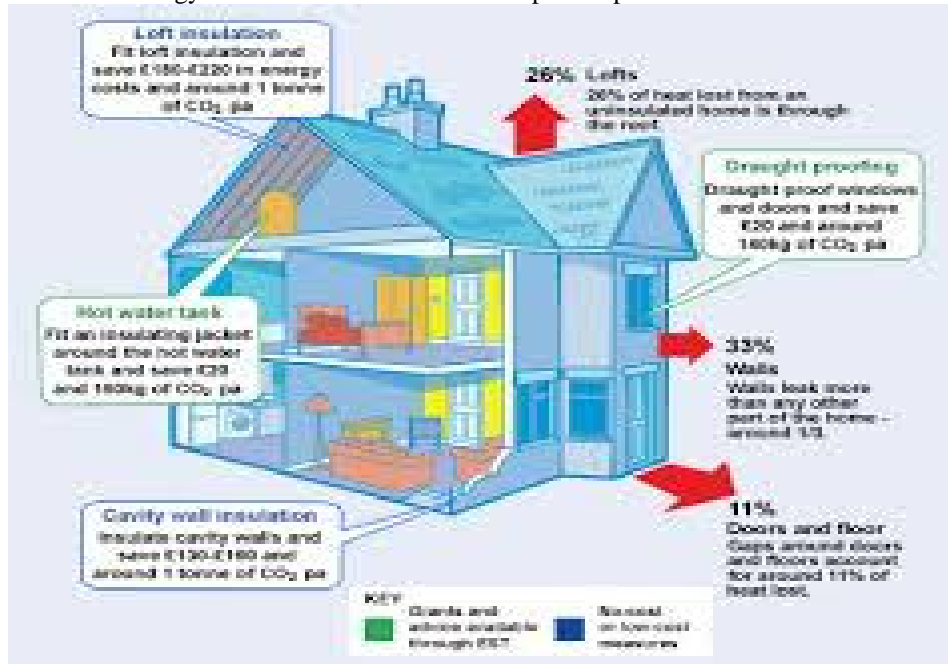 Loft insulation
Fit loft insulation and
save £180-£220 in energy
costs and around 1 tonne
of CO₂ pa
26% Lofts
26% of heat lost from an
uninsulated home is through
the roof.
Draught proofing
Draught proof windows
and doors and save
£20 and around
of CO₂ pa
Hot water tank
Fit an insulating jacket
around the hot water
tank and save £20
and of CO₂ pa
33%
Walls
Walls leak more
than any other
part of the home -
around 1/3.
11%
Doors and floor
Gaps around doors
and floors account
for around 11% of
heat lost.
Cavity wall insulation
Insulate cavity walls and
save and
around 1 tonne of CO₂ pa
KEY
Grants and
advice available
through EST
No-cost
or low-cost
measures